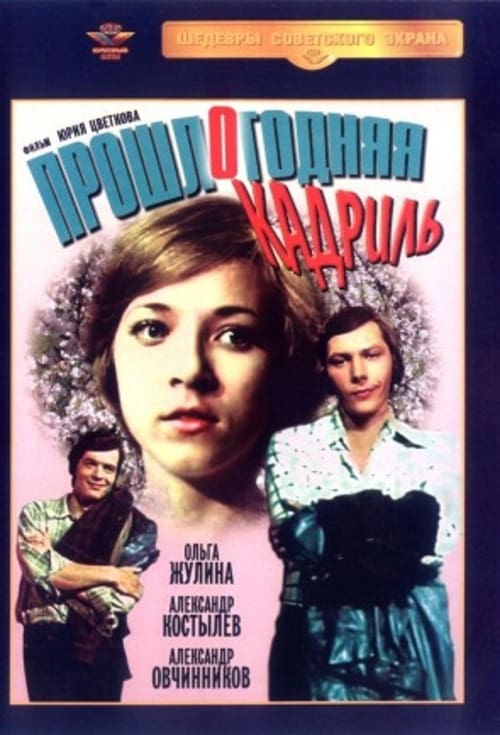 ШЕДЕВРЫ СОВЕТСКОГО ЭКРАНА
ФИЛЬМ ЮРИЯ ЦВЕТКОВА
ПРОШЛОГОДНЯЯ
КАДРИЛЬ
ОЛЬГА
ЖУЛИНА
АЛЕКСАНДР
КОСТЫЛЕВ
АЛЕКСАНДР
ОВЧИННИКОВ